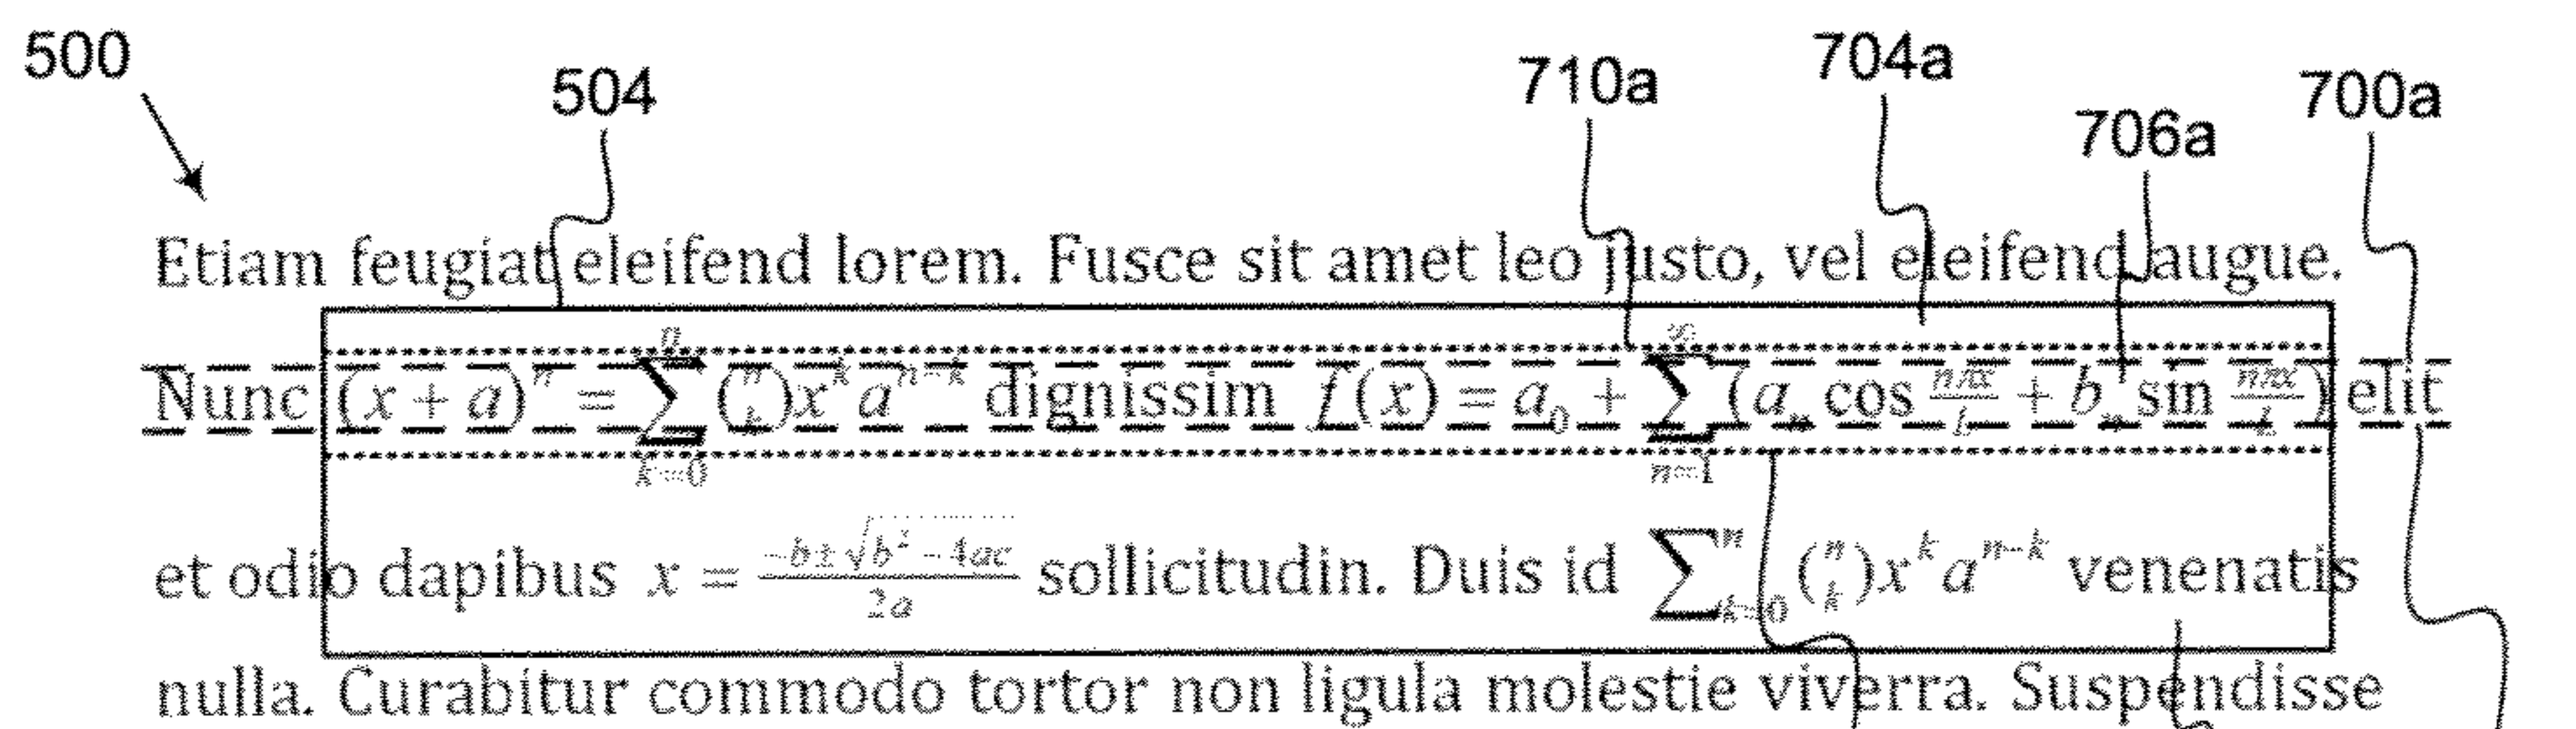 500
504
710a
704a
706a
700a
Etiam feugiat eleifend lorem. Fusce sit amet leo justo, vel eleifend augue.
Nunc (x + a)^n = ∑_{k=0}^{n} (n k) x^k a^{n−k} dignissim f(x) = a_0 + ∑_{n=1}^{∞} (a_n cos nπx/L + b_n sin nπx/L) elit
et odio dapibus x = (−b ± √(b² − 4ac))/2a sollicitudin. Duis id ∑_{k=0}^{n} (n k) x^k a^{n−k} venenatis
nulla. Curabitur commodo tortor non ligula molestie viverra. Suspendisse